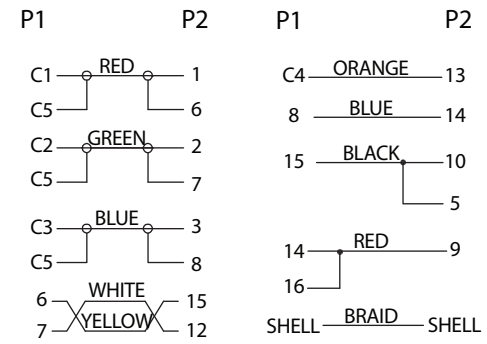 P1 P2
C1 RED 1
C5 6
C2 GREEN 2
C5 7
C3 BLUE 3
C5 8
6 WHITE 15
7 YELLOW 12
P1 P2
C4 ORANGE 13
8 BLUE 14
15 BLACK 10
5
14 RED 9
16
SHELL BRAID SHELL